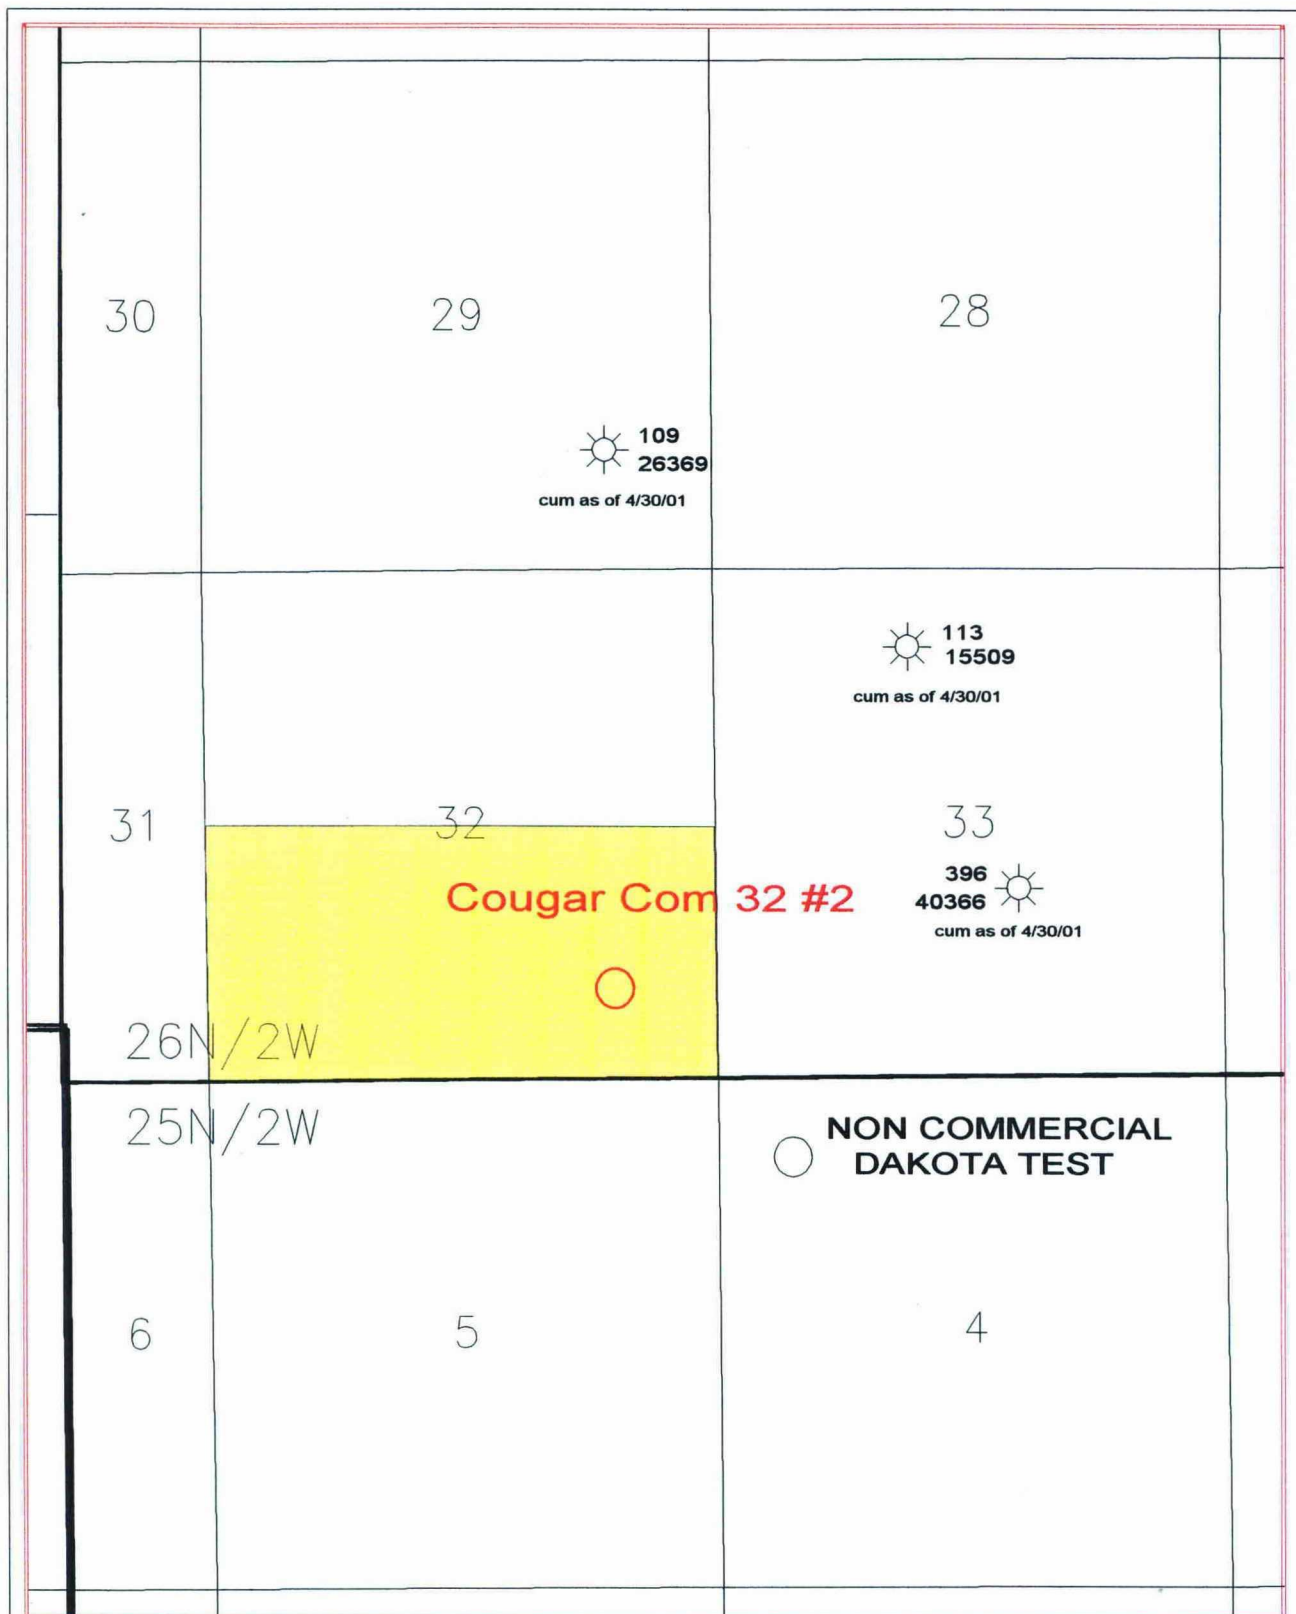 30
29
28
109
26369
cum as of 4/30/01
113
15509
cum as of 4/30/01
31
32
33
396
40366
cum as of 4/30/01
Cougar Com 32 #2
26N/2W
25N/2W
NON COMMERCIAL
DAKOTA TEST
6
5
4